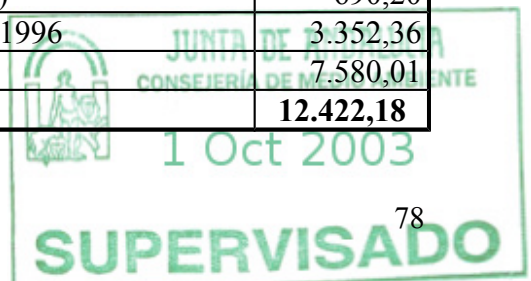 )
1996 3.352,36
JUNTA DE ANDALUCIA
7.580,01
CONSEJERÍA DE MEDIO AMBIENTE
12.422,18
1 Oct 2003
78
SUPERVISADO